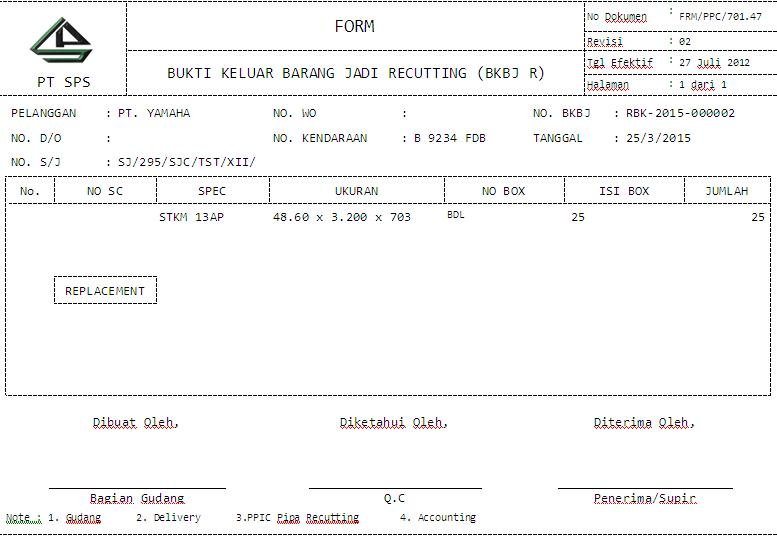 PT SPS
FORM
BUKTI KELUAR BARANG JADI RECUTTING (BKBJ R)
No Dokumen : FRM/PPC/701.47
Revisi : 02
Tgl Efektif : 27 Juli 2012
Halaman : 1 dari 1
PELANGGAN : PT. YAMAHA NO. WO : NO. BKBJ : RBK-2015-000002
NO. D/O : NO. KENDARAAN : B 9234 FDB TANGGAL : 25/3/2015
NO. S/J : SJ/295/SJC/TST/XII/
No. NO SC SPEC UKURAN NO BOX ISI BOX JUMLAH
STKM 13AP 48.60 x 3.200 x 703 BDL 25 25
REPLACEMENT
Dibuat Oleh, Diketahui Oleh, Diterima Oleh,
Bagian Gudang Q.C Penerima/Supir
Note : 1. Gudang 2. Delivery 3.PPIC Pipa Recutting 4. Accounting